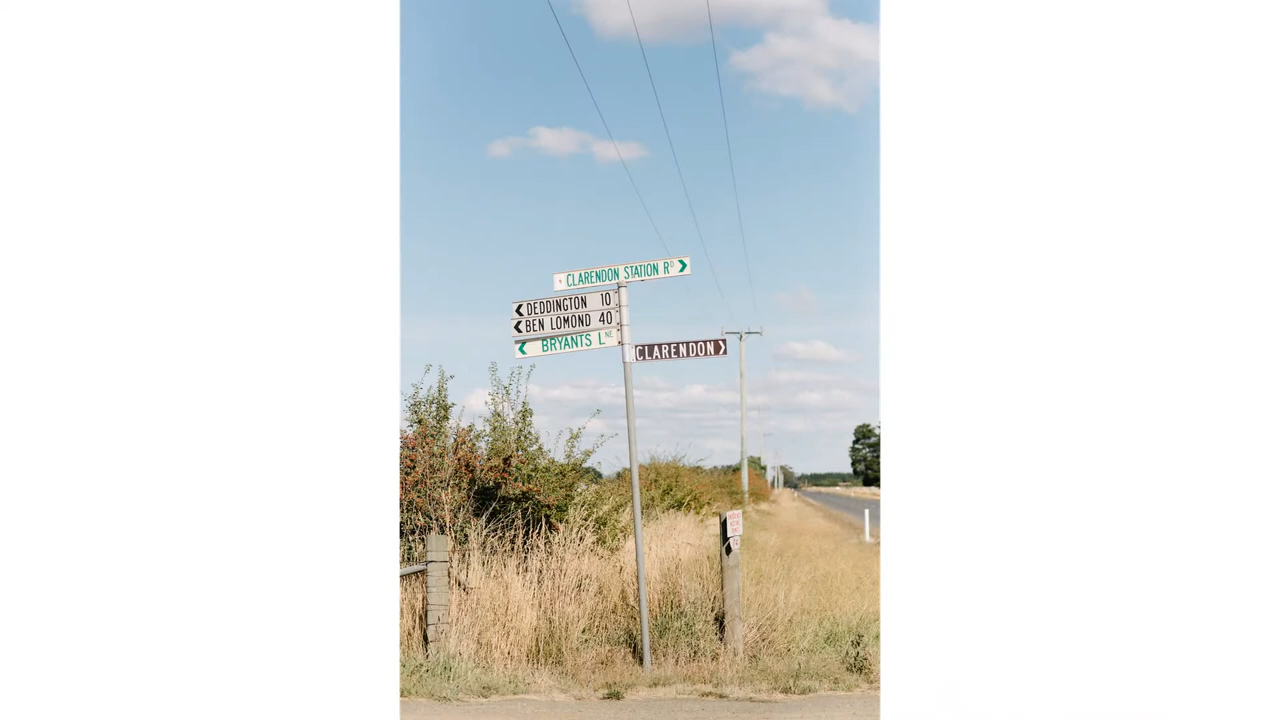 CLARENDON STATION RD
DEDDINGTON 10
BEN LOMOND 40
BRYANTS LNE
CLARENDON